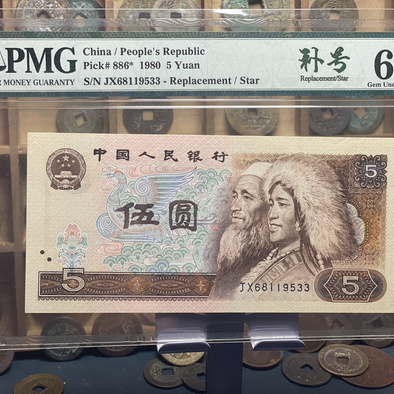 PMG
MONEY GUARANTY
China / People's Republic
Pick# 886* 1980 5 Yuan
S/N JX68119533 - Replacement / Star
补号
Replacement/Star
6
Gem Unc
中国人民银行
伍圆
5
5
5
JX68119533